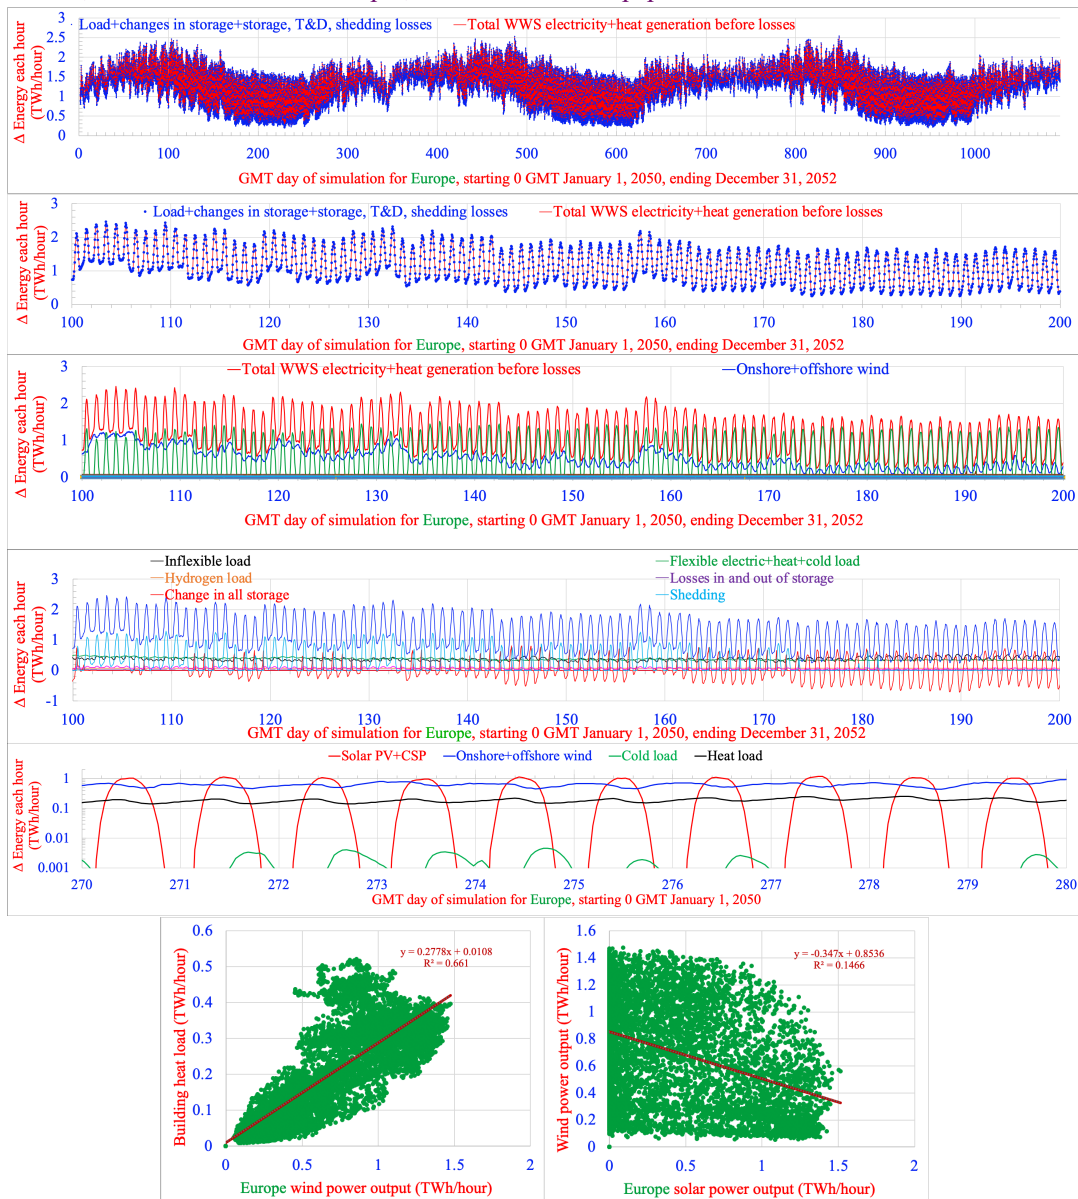 Load+changes in storage+storage, T&D, shedding losses
Total WWS electricity+heat generation before losses
Δ Energy each hour
(TWh/hour)
3
2.5
2
1.5
1
0.5
0
0 100 200 300 400 500 600 700 800 900 1000
GMT day of simulation for Europe, starting 0 GMT January 1, 2050, ending December 31, 2052
Load+changes in storage+storage, T&D, shedding losses
Total WWS electricity+heat generation before losses
Δ Energy each hour
(TWh/hour)
3
2
1
0
100 110 120 130 140 150 160 170 180 190 200
GMT day of simulation for Europe, starting 0 GMT January 1, 2050, ending December 31, 2052
Total WWS electricity+heat generation before losses
Onshore+offshore wind
Δ Energy each hour
(TWh/hour)
3
2
1
0
100 110 120 130 140 150 160 170 180 190 200
GMT day of simulation for Europe, starting 0 GMT January 1, 2050, ending December 31, 2052
Inflexible load
Flexible electric+heat+cold load
Hydrogen load
Losses in and out of storage
Change in all storage
Shedding
Δ Energy each hour
(TWh/hour)
3
2
1
0
-1
100 110 120 130 140 150 160 170 180 190 200
GMT day of simulation for Europe, starting 0 GMT January 1, 2050, ending December 31, 2052
Solar PV+CSP Onshore+offshore wind Cold load Heat load
Δ Energy each hour
(TWh/hour)
1
0.1
0.01
0.001
270 271 272 273 274 275 276 277 278 279 280
GMT day of simulation for Europe, starting 0 GMT January 1, 2050
Building heat load (TWh/hour)
0.6
0.5
0.4
0.3
0.2
0.1
0
y = 0.2778x + 0.0108
R² = 0.661
0 0.5 1 1.5 2
Europe wind power output (TWh/hour)
Wind power output (TWh/hour)
1.6
1.4
1.2
1
0.8
0.6
0.4
0.2
0
y = -0.347x + 0.8536
R² = 0.1466
0 0.5 1 1.5 2
Europe solar power output (TWh/hour)